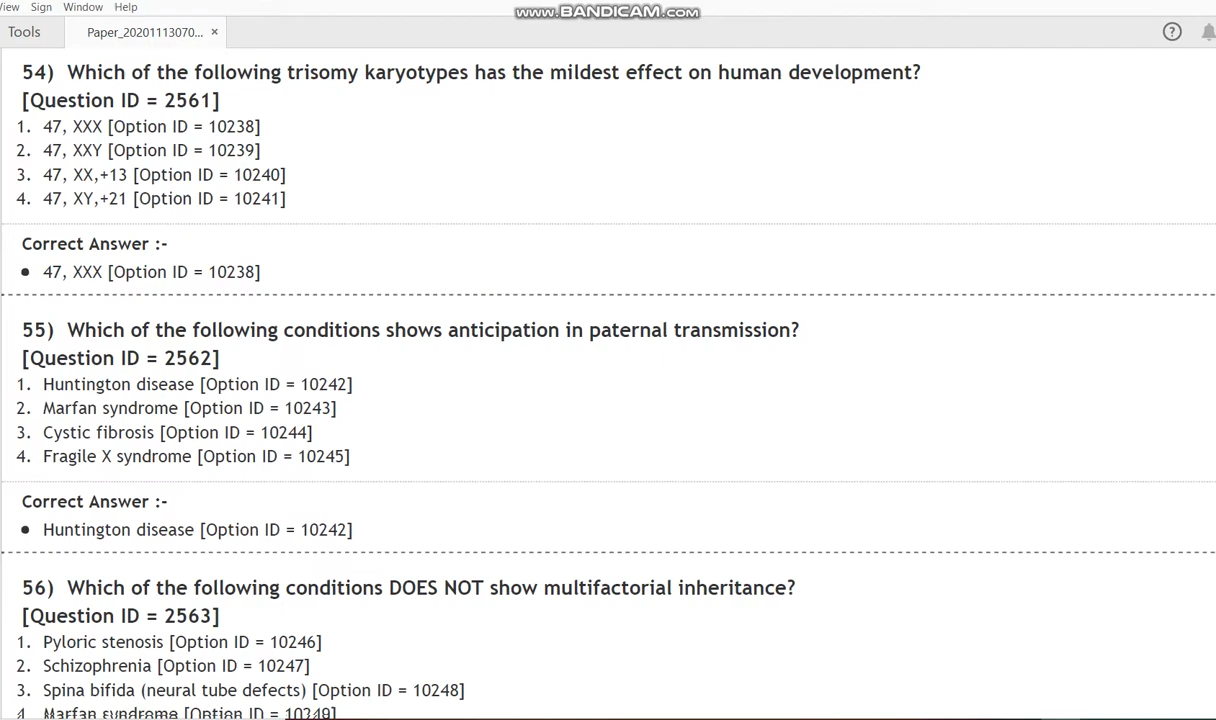 View Sign Window Help
www.BANDICAM.com
Tools Paper_20201113070... × ?
54) Which of the following trisomy karyotypes has the mildest effect on human development?
[Question ID = 2561]
1. 47, XXX [Option ID = 10238]
2. 47, XXY [Option ID = 10239]
3. 47, XX,+13 [Option ID = 10240]
4. 47, XY,+21 [Option ID = 10241]
Correct Answer :-
• 47, XXX [Option ID = 10238]
55) Which of the following conditions shows anticipation in paternal transmission?
[Question ID = 2562]
1. Huntington disease [Option ID = 10242]
2. Marfan syndrome [Option ID = 10243]
3. Cystic fibrosis [Option ID = 10244]
4. Fragile X syndrome [Option ID = 10245]
Correct Answer :-
• Huntington disease [Option ID = 10242]
56) Which of the following conditions DOES NOT show multifactorial inheritance?
[Question ID = 2563]
1. Pyloric stenosis [Option ID = 10246]
2. Schizophrenia [Option ID = 10247]
3. Spina bifida (neural tube defects) [Option ID = 10248]
4. Marfan syndrome [Option ID = 10249]